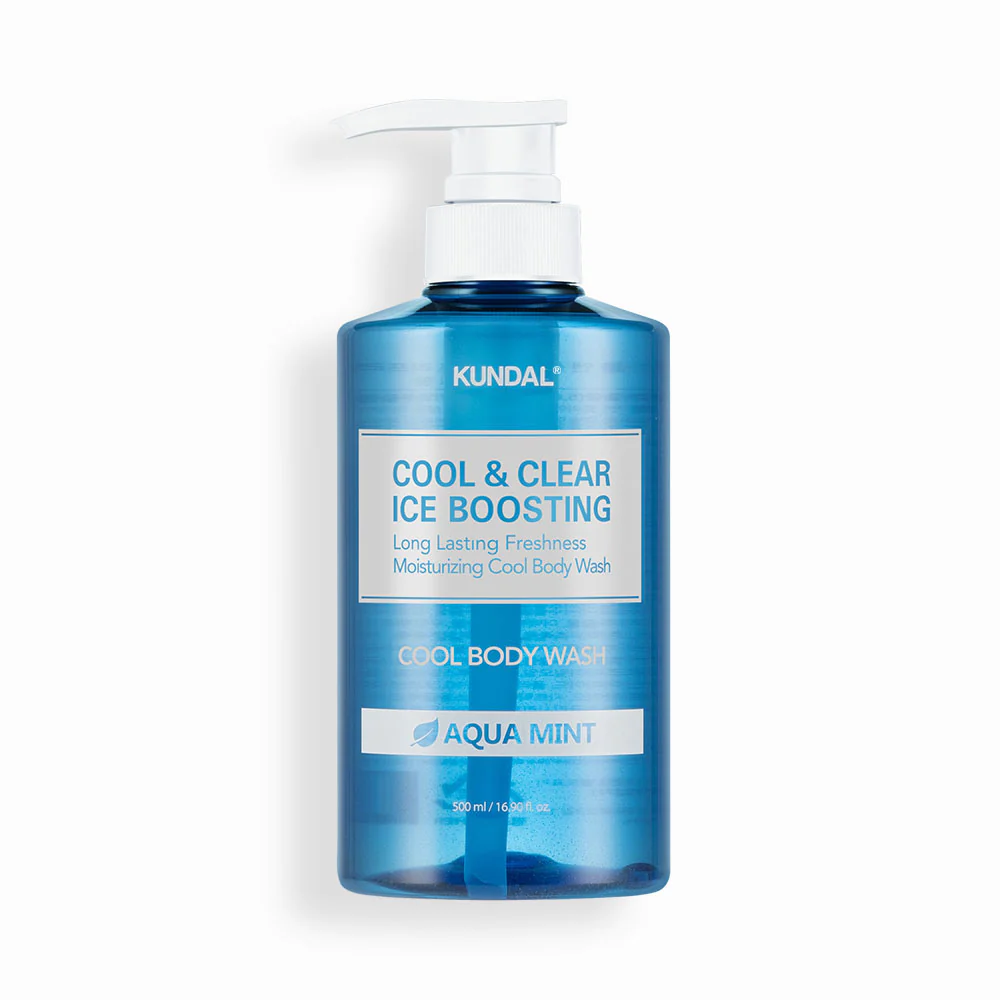 KUNDAL®
COOL & CLEAR
ICE BOOSTING
Long Lasting Freshness
Moisturizing Cool Body Wash
COOL BODY WASH
AQUA MINT
500 ml / 16.90 fl. oz.